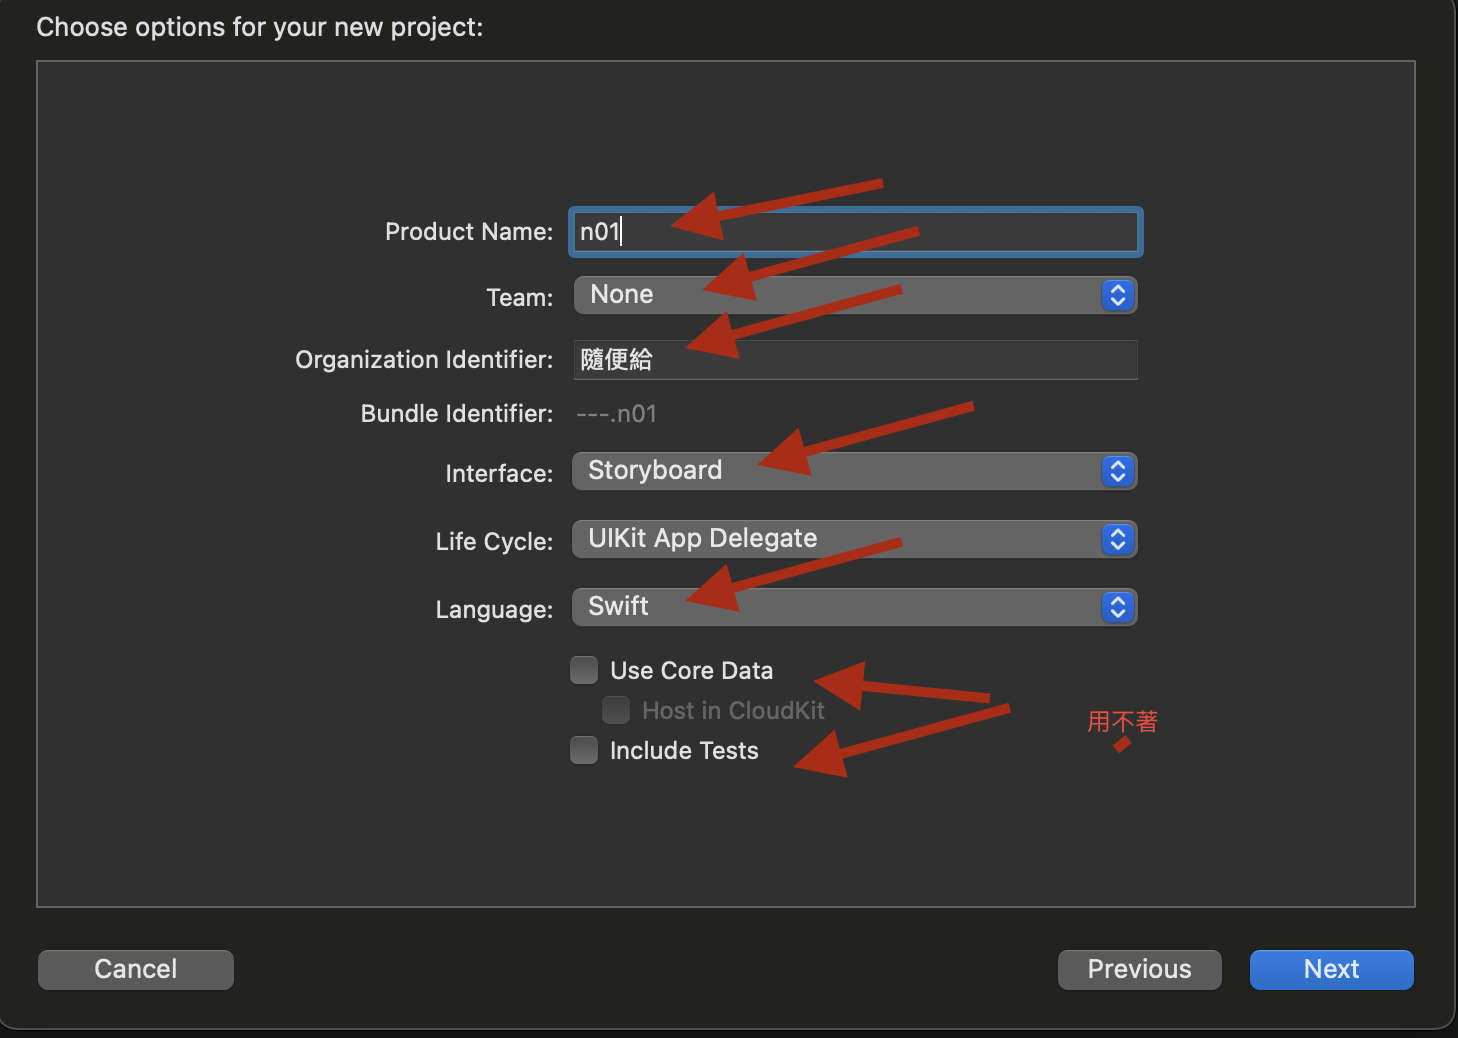 Choose options for your new project:
Product Name: n01
Team: None
Organization Identifier: 隨便給
Bundle Identifier: ---.n01
Interface: Storyboard
Life Cycle: UIKit App Delegate
Language: Swift
Use Core Data
Host in CloudKit
用不著
Include Tests
Cancel Previous Next